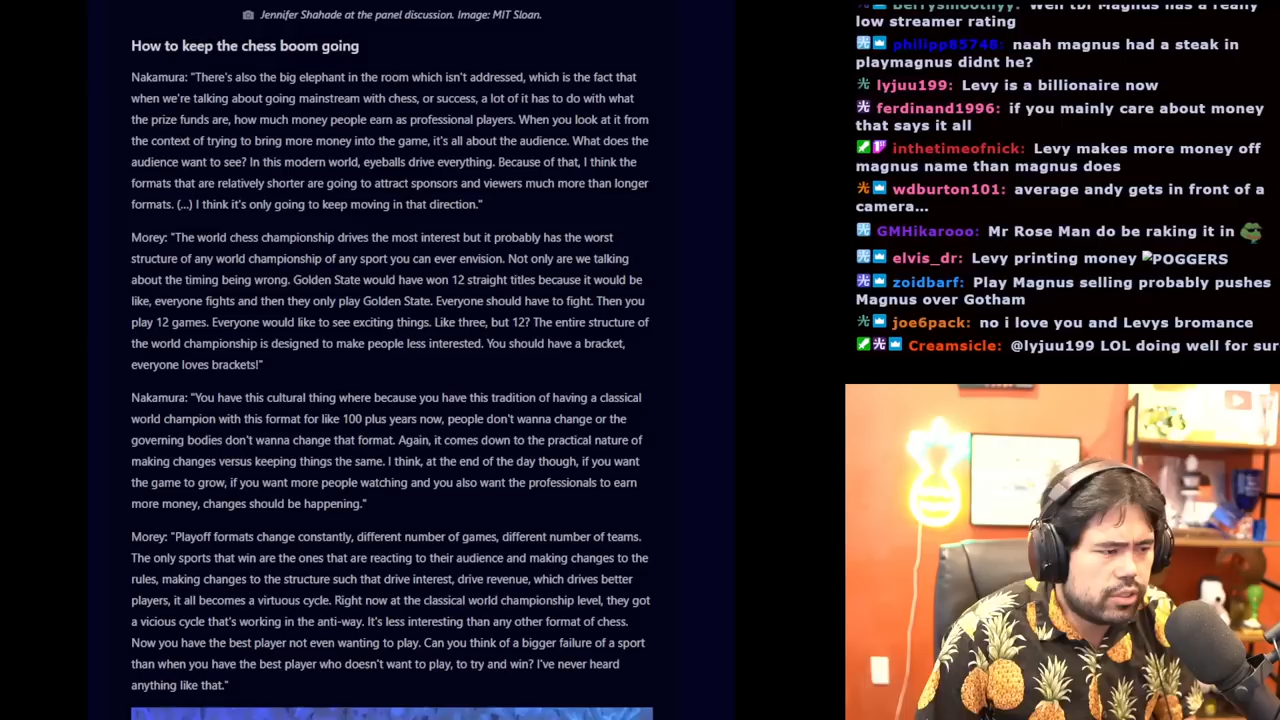 Jennifer Shahade at the panel discussion. Image: MIT Sloan.
How to keep the chess boom going
Nakamura: "There's also the big elephant in the room which isn't addressed, which is the fact that
when we're talking about going mainstream with chess, or success, a lot of it has to do with what
the prize funds are, how much money people earn as professional players. When you look at it from
the context of trying to bring more money into the game, it's all about the audience. What does the
audience want to see? In this modern world, eyeballs drive everything. Because of that, I think the
formats that are relatively shorter are going to attract sponsors and viewers much more than longer
formats. (...) I think it's only going to keep moving in that direction."
Morey: "The world chess championship drives the most interest but it probably has the worst
structure of any world championship of any sport you can ever envision. Not only are we talking
about the timing being wrong. Golden State would have won 12 straight titles because it would be
like, everyone fights and then they only play Golden State. Everyone should have to fight. Then you
play 12 games. Everyone would like to see exciting things. Like three, but 12? The entire structure of
the world championship is designed to make people less interested. You should have a bracket,
everyone loves brackets!"
Nakamura: "You have this cultural thing where because you have this tradition of having a classical
world champion with this format for like 100 plus years now, people don't wanna change or the
governing bodies don't wanna change that format. Again, it comes down to the practical nature of
making changes versus keeping things the same. I think, at the end of the day though, if you want
the game to grow, if you want more people watching and you also want the professionals to earn
more money, changes should be happening."
Morey: "Playoff formats change constantly, different number of games, different number of teams.
The only sports that win are the ones that are reacting to their audience and making changes to the
rules, making changes to the structure such that drive interest, drive revenue, which drives better
players, it all becomes a virtuous cycle. Right now at the classical world championship level, they got
a vicious cycle that's working in the anti-way. It's less interesting than any other format of chess.
Now you have the best player not even wanting to play. Can you think of a bigger failure of a sport
than when you have the best player who doesn't want to play, to try and win? I've never heard
anything like that."
low streamer rating
philipp85748: naah magnus had a steak in
playmagnus didnt he?
lyjuu199: Levy is a billionaire now
ferdinand1996: if you mainly care about money
that says it all
inthetimeofnick: Levy makes more money off
magnus name than magnus does
wdburton101: average andy gets in front of a
camera...
GMHikarooo: Mr Rose Man do be raking it in
elvis_dr: Levy printing money POGGERS
zoidbarf: Play Magnus selling probably pushes
Magnus over Gotham
joe6pack: no i love you and Levys bromance
Creamsicle: @lyjuu199 LOL doing well for sur